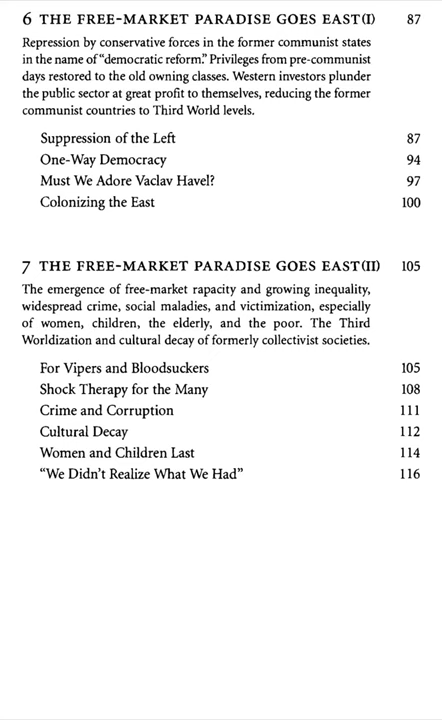 6 THE FREE-MARKET PARADISE GOES EAST(I) 87
Repression by conservative forces in the former communist states
in the name of “democratic reform.” Privileges from pre-communist
days restored to the old owning classes. Western investors plunder
the public sector at great profit to themselves, reducing the former
communist countries to Third World levels.
Suppression of the Left 87
One-Way Democracy 94
Must We Adore Vaclav Havel? 97
Colonizing the East 100
7 THE FREE-MARKET PARADISE GOES EAST(II) 105
The emergence of free-market rapacity and growing inequality,
widespread crime, social maladies, and victimization, especially
of women, children, the elderly, and the poor. The Third
Worldization and cultural decay of formerly collectivist societies.
For Vipers and Bloodsuckers 105
Shock Therapy for the Many 108
Crime and Corruption 111
Cultural Decay 112
Women and Children Last 114
“We Didn’t Realize What We Had” 116